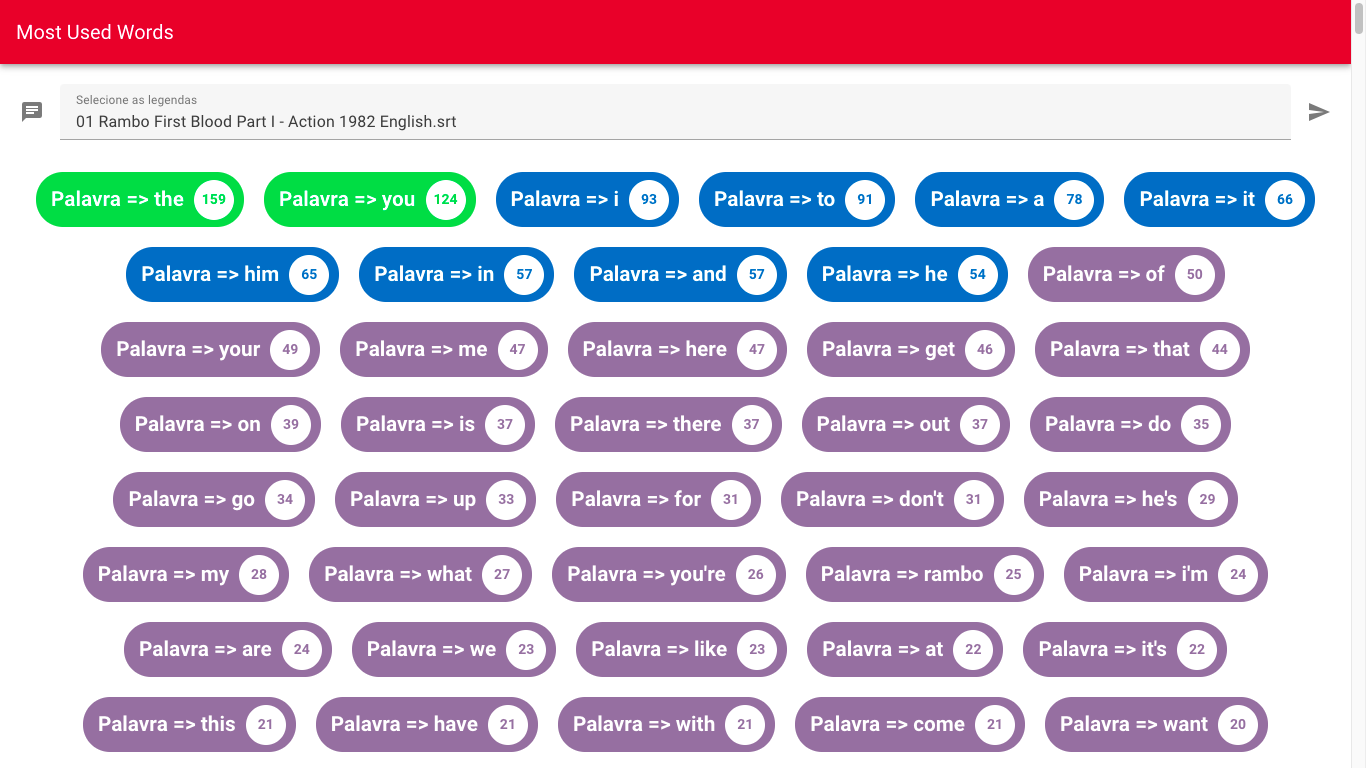 Most Used Words
Selecione as legendas
01 Rambo First Blood Part I - Action 1982 English.srt
Palavra => the 159 Palavra => you 124 Palavra => i 93 Palavra => to 91 Palavra => a 78 Palavra => it 66
Palavra => him 65 Palavra => in 57 Palavra => and 57 Palavra => he 54 Palavra => of 50
Palavra => your 49 Palavra => me 47 Palavra => here 47 Palavra => get 46 Palavra => that 44
Palavra => on 39 Palavra => is 37 Palavra => there 37 Palavra => out 37 Palavra => do 35
Palavra => go 34 Palavra => up 33 Palavra => for 31 Palavra => don't 31 Palavra => he's 29
Palavra => my 28 Palavra => what 27 Palavra => you're 26 Palavra => rambo 25 Palavra => i'm 24
Palavra => are 24 Palavra => we 23 Palavra => like 23 Palavra => at 22 Palavra => it's 22
Palavra => this 21 Palavra => have 21 Palavra => with 21 Palavra => come 21 Palavra => want 20